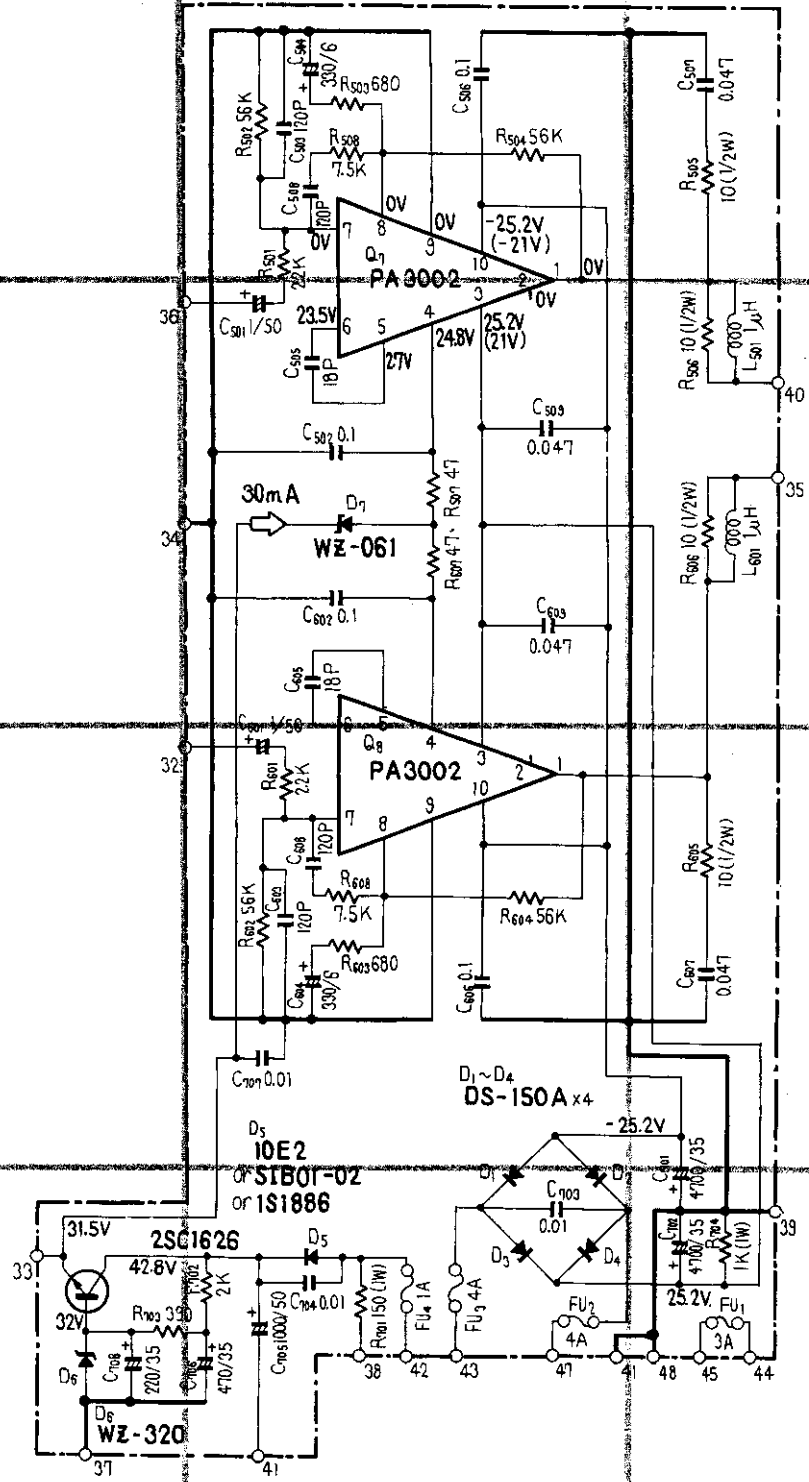 C504
330/6
+
R503 680
R502 56K
C503 120P
R508
7.5K
C508
120P
C506 0.1
R504 56K
C507
0.047
R505
10(1/2W)
0V
0V
0V
-25.2V
(-21V)
7
8
9
10
2
1
0V
0V
Q7
PA3002
R501
2.2K
36
+
C501 1/50
23.5V
6
5
4
3
24.8V
25.2V
(21V)
27V
C505
18P
R506 10 (1/2W)
L501 1μH
40
C502 0.1
C509
0.047
R507 47
30mA
D7
WZ-061
34
R607 47
35
R606 10 (1/2W)
L601 1μH
C602 0.1
C609
0.047
C605
18P
C601 1/50
+
32
6
5
4
3
2
1
Q8
PA3002
R601
2.2K
7
8
9
10
C608
120P
R608
7.5K
R604 56K
R605
10(1/2W)
R602 56K
C603
120P
+
R603 680
C604
330/6
C606 0.1
C607
0.047
C707 0.01
D1~D4
DS-150A x4
D5
10E2
or SIB01-02
or 1S1886
-25.2V
D1
D2
C703
0.01
D3
D4
C701
4700/35
+
C702
4700/35
+
R704
1K(1W)
39
25.2V
31.5V
2SC1626
42.8V
33
R702
2K
D5
C704 0.01
32V
R703 390
D6
+
C708
220/35
+
C706
470/35
+
C705 1000/50
R701 150 (1W)
FU4 1A
FU3 4A
FU2
4A
FU1
3A
38
42
43
47
41
48
45
44
D6
WZ-320
37
41